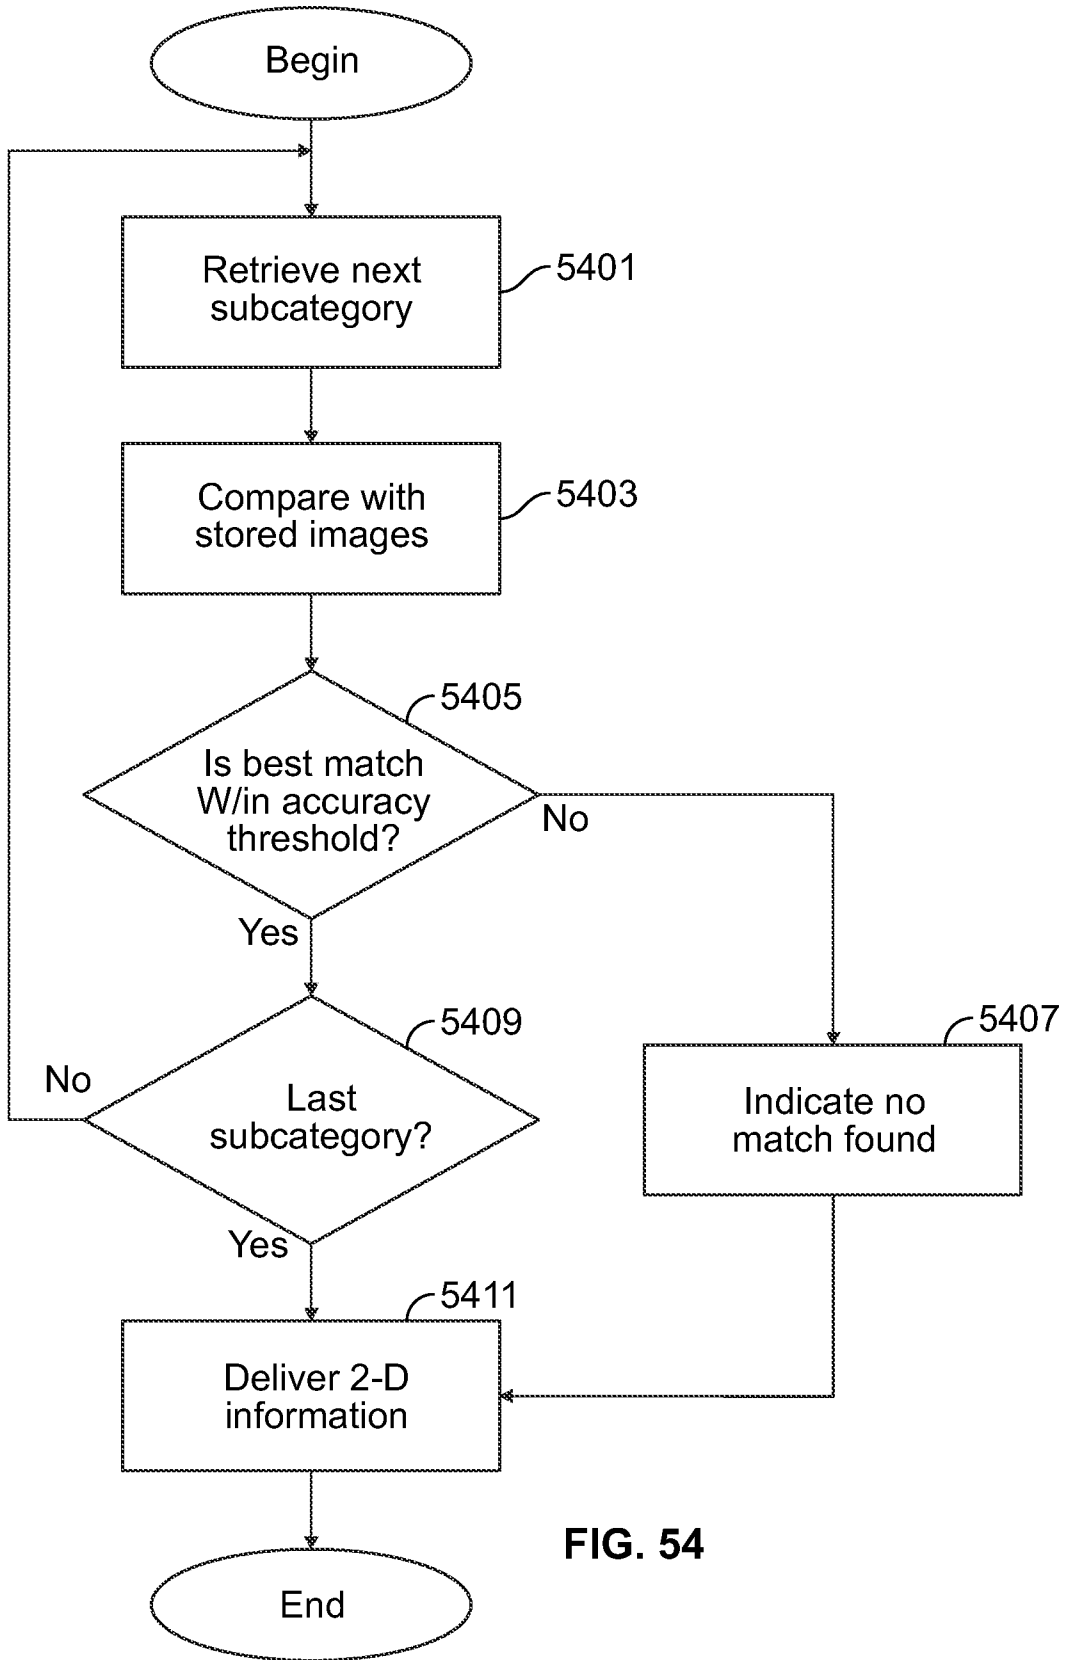 Begin
Retrieve next
subcategory
5401
Compare with
stored images
5403
5405
Is best match
W/in accuracy
threshold?
No
Yes
5409
No
Last
subcategory?
5407
Indicate no
match found
Yes
5411
Deliver 2-D
information
FIG. 54
End